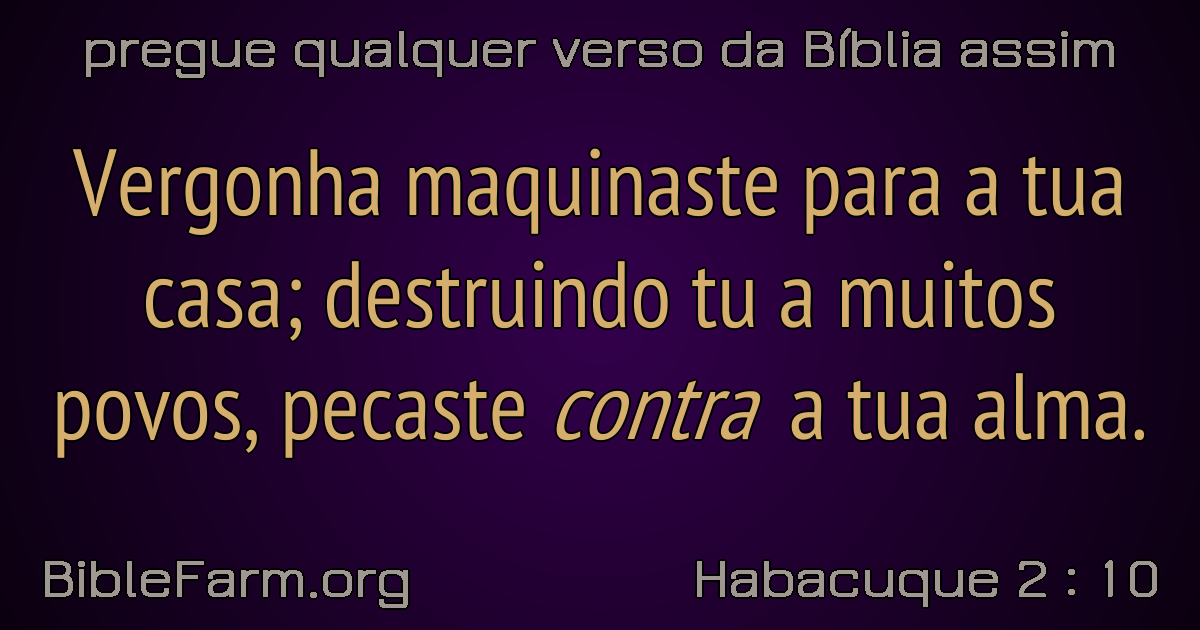 pregue qualquer verso da Bíblia assim
Vergonha maquinaste para a tua
casa; destruindo tu a muitos
povos, pecaste contra a tua alma.
BibleFarm.org
Habacuque 2 : 10